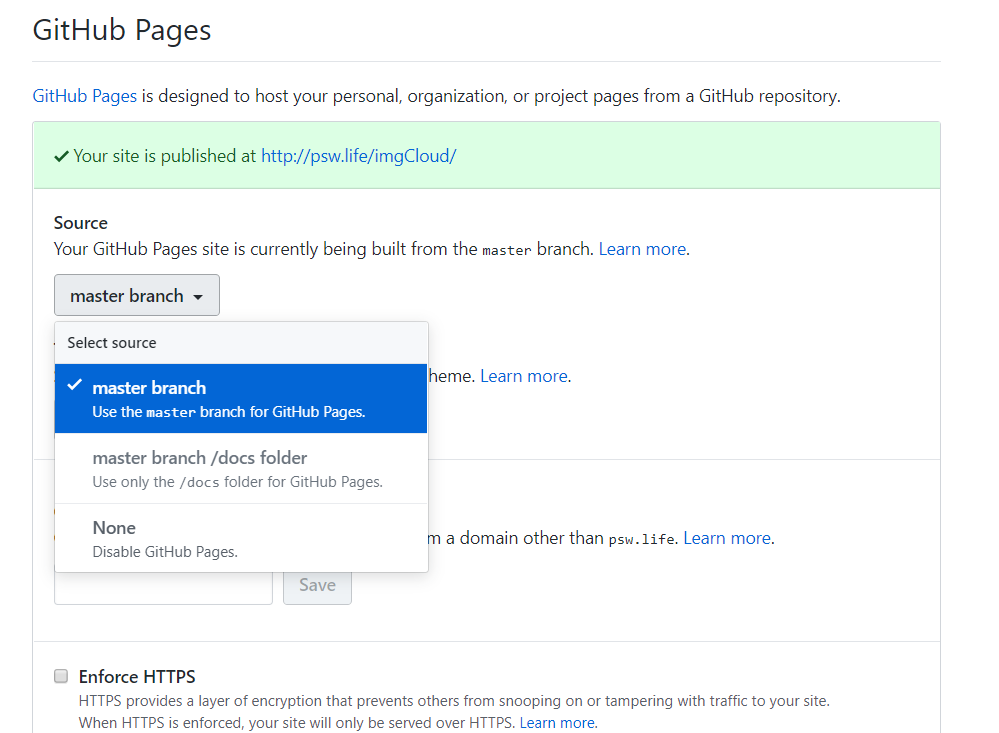 GitHub Pages
GitHub Pages is designed to host your personal, organization, or project pages from a GitHub repository.
Your site is published at http://psw.life/imgCloud/
Source
Your GitHub Pages site is currently being built from the master branch. Learn more.
master branch
Select source
heme. Learn more.
master branch
Use the master branch for GitHub Pages.
master branch /docs folder
Use only the /docs folder for GitHub Pages.
None
m a domain other than psw.life. Learn more.
Disable GitHub Pages.
Save
Enforce HTTPS
HTTPS provides a layer of encryption that prevents others from snooping on or tampering with traffic to your site.
When HTTPS is enforced, your site will only be served over HTTPS. Learn more.